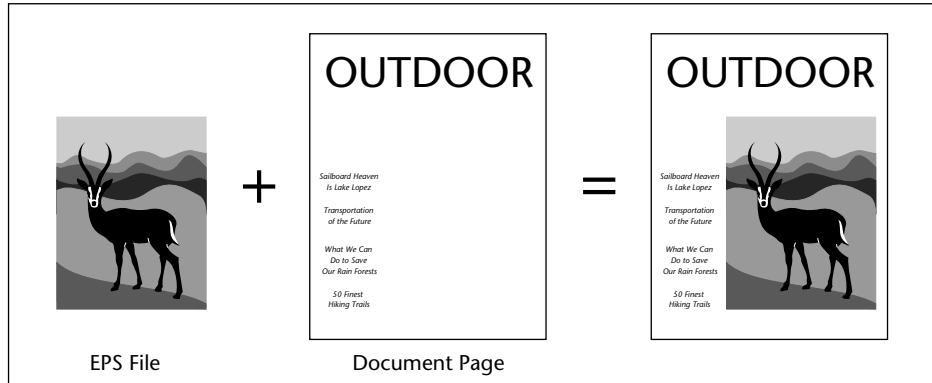 OUTDOOR
Sailboard Heaven
Is Lake Lopez
Transportation
of the Future
What We Can
Do to Save
Our Rain Forests
50 Finest
Hiking Trails
+
=
OUTDOOR
Sailboard Heaven
Is Lake Lopez
Transportation
of the Future
What We Can
Do to Save
Our Rain Forests
50 Finest
Hiking Trails
EPS File
Document Page